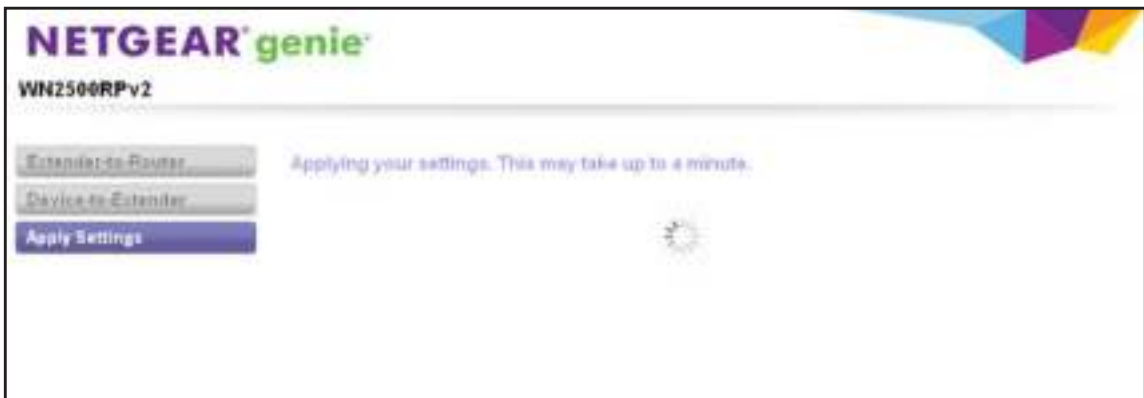 NETGEAR® genie®
WN2500RPv2
Extender-to-Router
Device-to-Extender
Apply Settings
Applying your settings. This may take up to a minute.